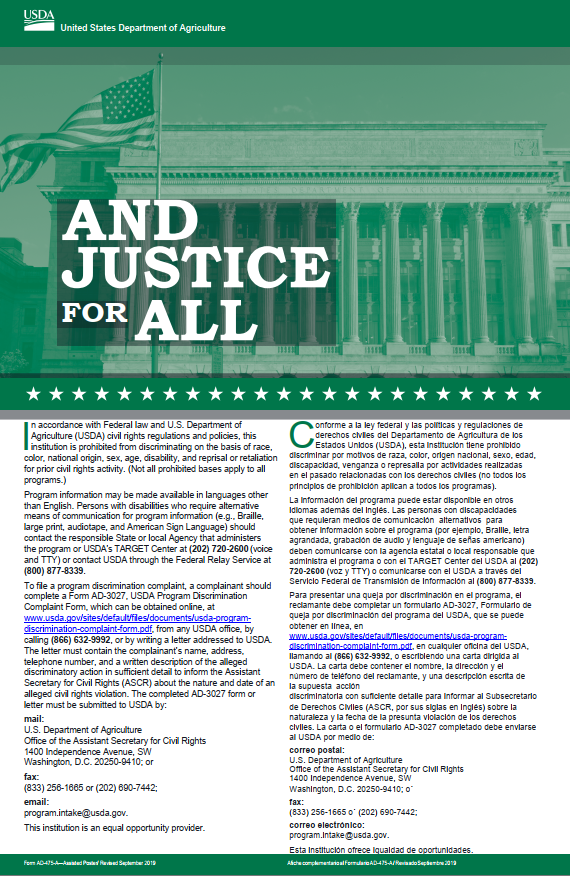 USDA
United States Department of Agriculture
AND
JUSTICE
FOR ALL
In accordance with Federal law and U.S. Department of
Agriculture (USDA) civil rights regulations and policies, this
institution is prohibited from discriminating on the basis of race,
color, national origin, sex, age, disability, and reprisal or retaliation
for prior civil rights activity. (Not all prohibited bases apply to all
programs.)
Program information may be made available in languages other
than English. Persons with disabilities who require alternative
means of communication for program information (e.g., Braille,
large print, audiotape, and American Sign Language) should
contact the responsible State or local Agency that administers
the program or USDA's TARGET Center at (202) 720-2600 (voice
and TTY) or contact USDA through the Federal Relay Service at
(800) 877-8339.
To file a program discrimination complaint, a complainant should
complete a Form AD-3027, USDA Program Discrimination
Complaint Form, which can be obtained online, at
www.usda.gov/sites/default/files/documents/usda-program-
discrimination-complaint-form.pdf, from any USDA office, by
calling (866) 632-9992, or by writing a letter addressed to USDA.
The letter must contain the complainant's name, address,
telephone number, and a written description of the alleged
discriminatory action in sufficient detail to inform the Assistant
Secretary for Civil Rights (ASCR) about the nature and date of an
alleged civil rights violation. The completed AD-3027 form or
letter must be submitted to USDA by:
mail:
U.S. Department of Agriculture
Office of the Assistant Secretary for Civil Rights
1400 Independence Avenue, SW
Washington, D.C. 20250-9410; or
fax:
(833) 256-1665 or (202) 690-7442;
email:
program.intake@usda.gov.
This institution is an equal opportunity provider.
Conforme a la ley federal y las políticas y regulaciones de
derechos civiles del Departamento de Agricultura de los
Estados Unidos (USDA), esta institución tiene prohibido
discriminar por motivos de raza, color, origen nacional, sexo, edad,
discapacidad, venganza o represalia por actividades realizadas
en el pasado relacionadas con los derechos civiles (no todos los
principios de prohibición aplican a todos los programas).
La información del programa puede estar disponible en otros
idiomas además del inglés. Las personas con discapacidades
que requieran medios de comunicación alternativos para
obtener información sobre el programa (por ejemplo, Braille, letra
agrandada, grabación de audio y lenguaje de señas americano)
deben comunicarse con la agencia estatal o local responsable que
administra el programa o con el TARGET Center del USDA al (202)
720-2600 (voz y TTY) o comunicarse con el USDA a través del
Servicio Federal de Transmisión de Información al (800) 877-8339.
Para presentar una queja por discriminación en el programa, el
reclamante debe completar un formulario AD-3027, Formulario de
queja por discriminación del programa del USDA, que se puede
obtener en línea, en
www.usda.gov/sites/default/files/documents/usda-program-
discrimination-complaint-form.pdf, en cualquier oficina del USDA,
llamando al (866) 632-9992, o escribiendo una carta dirigida al
USDA. La carta debe contener el nombre, la dirección y el
número de teléfono del reclamante, y una descripción escrita de
la supuesta acción
discriminatoria con suficiente detalle para informar al Subsecretario
de Derechos Civiles (ASCR, por sus siglas en inglés) sobre la
naturaleza y la fecha de la presunta violación de los derechos
civiles. La carta o el formulario AD-3027 completado debe enviarse
al USDA por medio de:
correo postal:
U.S. Department of Agriculture
Office of the Assistant Secretary for Civil Rights
1400 Independence Avenue, SW
Washington, D.C. 20250-9410; o`
fax:
(833) 256-1665 o` (202) 690-7442;
correo electrónico:
program.intake@usda.gov.
Esta institución ofrece igualdad de oportunidades.
Form AD-475-A—Assisted Poster/ Revised September 2019
Afiche complementario al Formulario AD-475-A / Revisado Septiembre 2019